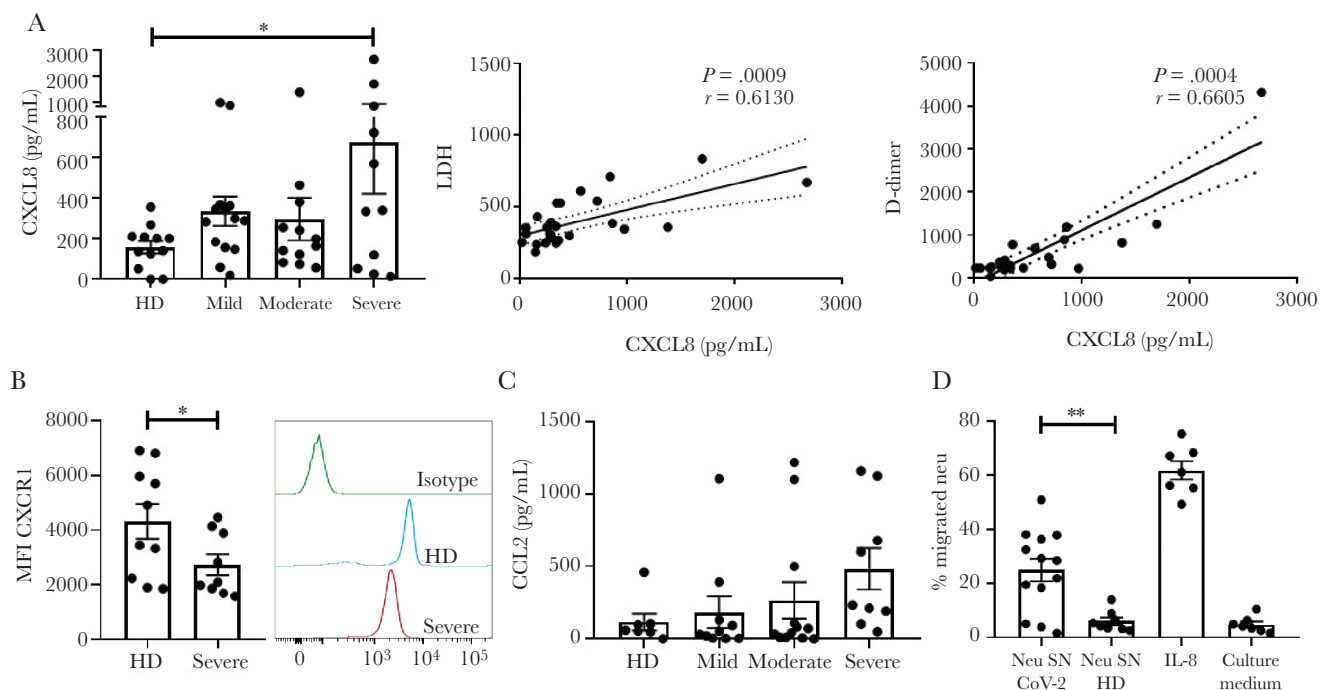 A
CXCL8 (pg/mL)
3000
2000
1000
800
600
400
200
0
*
HD
Mild
Moderate
Severe
LDH
1500
1000
500
0
P = .0009
r = 0.6130
0
1000
2000
3000
CXCL8 (pg/mL)
D-dimer
5000
4000
3000
2000
1000
0
P = .0004
r = 0.6605
0
1000
2000
3000
CXCL8 (pg/mL)
B
MFI CXCR1
8000
6000
4000
2000
0
*
HD
Severe
Isotype
HD
Severe
0
10³
10⁴
10⁵
C
CCL2 (pg/mL)
1500
1000
500
0
HD
Mild
Moderate
Severe
D
% migrated neu
80
60
40
20
0
**
Neu SN
CoV-2
Neu SN
HD
IL-8
Culture
medium